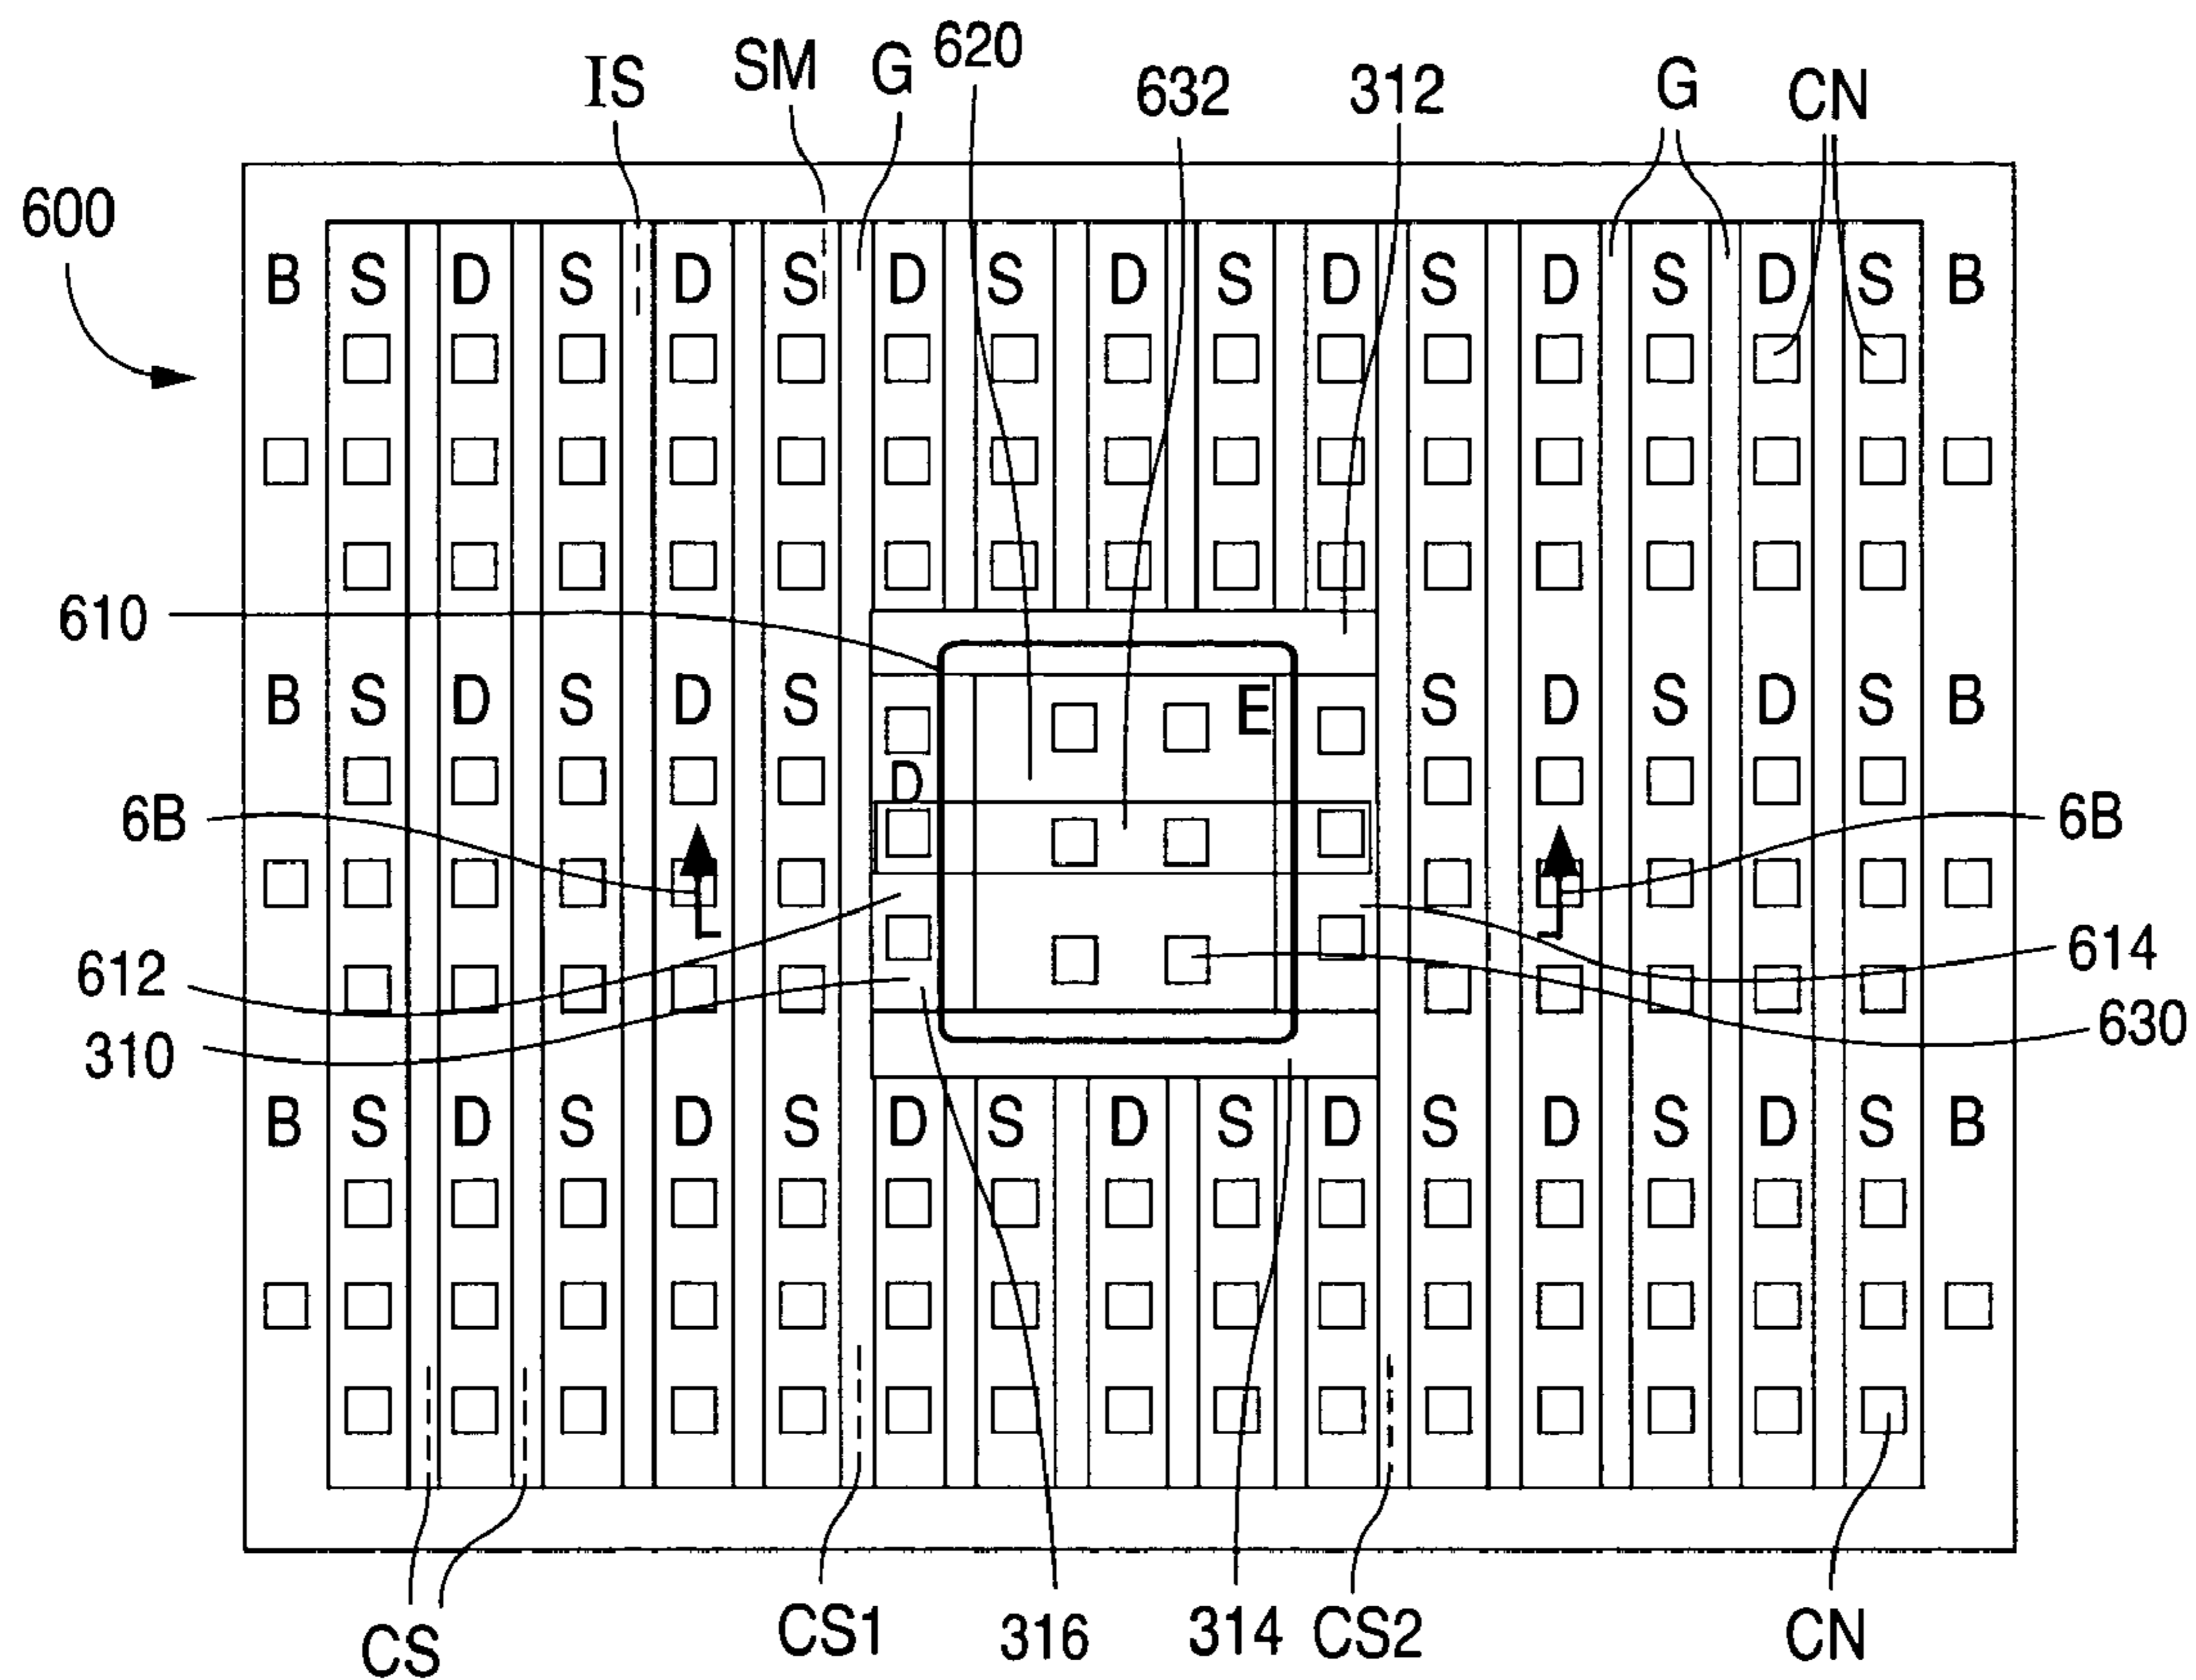 IS SM G 620 632 312 G CN
600
B S D S D S D S D S D S D S D S B
610
B S D S D S E S D S D S B
D
6B 6B
612 614
310 630
B S D S D S D S D S D S D S D S B
CS CS1 316 314 CS2 CN